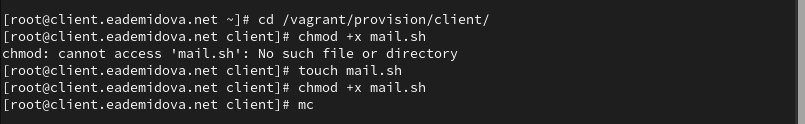 [root@client.eademidova.net ~]# cd /vagrant/provision/client/
[root@client.eademidova.net client]# chmod +x mail.sh
chmod: cannot access 'mail.sh': No such file or directory
[root@client.eademidova.net client]# touch mail.sh
[root@client.eademidova.net client]# chmod +x mail.sh
[root@client.eademidova.net client]# mc